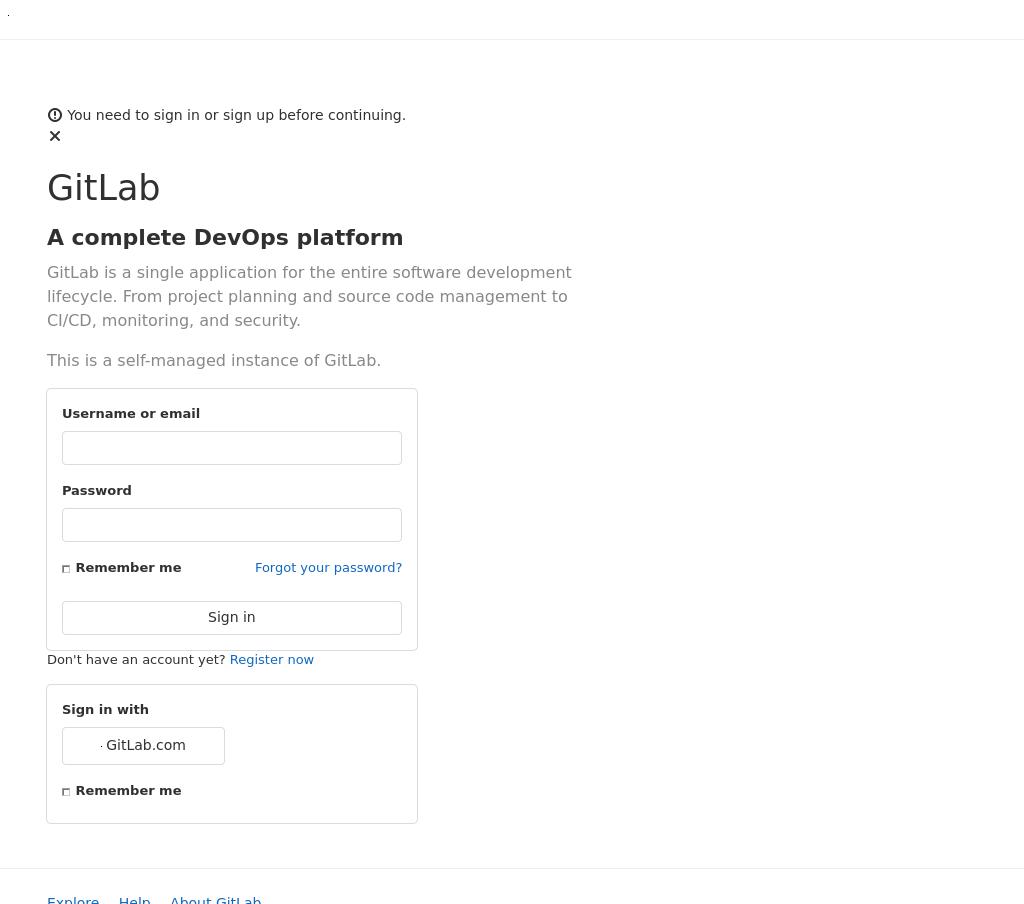 You need to sign in or sign up before continuing.
GitLab
A complete DevOps platform
GitLab is a single application for the entire software development
lifecycle. From project planning and source code management to
CI/CD, monitoring, and security.
This is a self-managed instance of GitLab.
Username or email
Password
Remember me Forgot your password?
Sign in
Don't have an account yet? Register now
Sign in with
GitLab.com
Remember me
Explore Help About GitLab